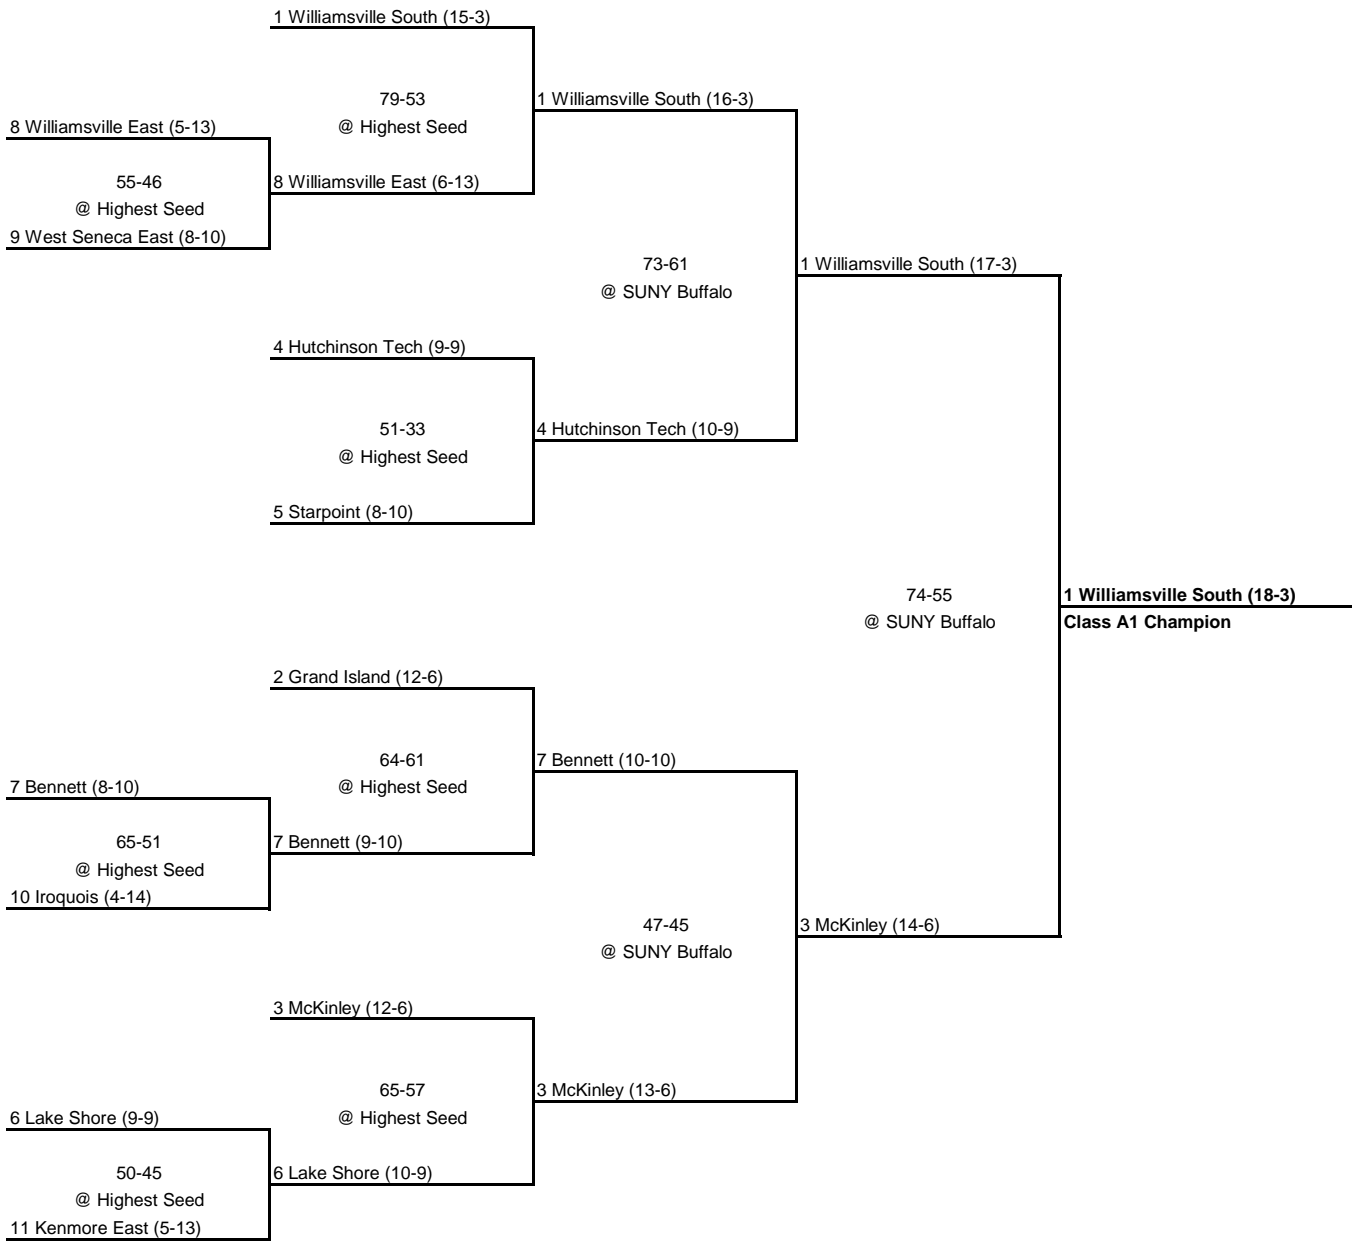 1 Williamsville South (15-3)
79-53
@ Highest Seed
1 Williamsville South (16-3)
8 Williamsville East (5-13)
55-46
@ Highest Seed
8 Williamsville East (6-13)
9 West Seneca East (8-10)
73-61
@ SUNY Buffalo
1 Williamsville South (17-3)
4 Hutchinson Tech (9-9)
51-33
@ Highest Seed
4 Hutchinson Tech (10-9)
5 Starpoint (8-10)
74-55
@ SUNY Buffalo
1 Williamsville South (18-3)
Class A1 Champion
2 Grand Island (12-6)
64-61
@ Highest Seed
7 Bennett (10-10)
7 Bennett (8-10)
65-51
@ Highest Seed
7 Bennett (9-10)
10 Iroquois (4-14)
47-45
@ SUNY Buffalo
3 McKinley (14-6)
3 McKinley (12-6)
65-57
@ Highest Seed
3 McKinley (13-6)
6 Lake Shore (9-9)
50-45
@ Highest Seed
6 Lake Shore (10-9)
11 Kenmore East (5-13)